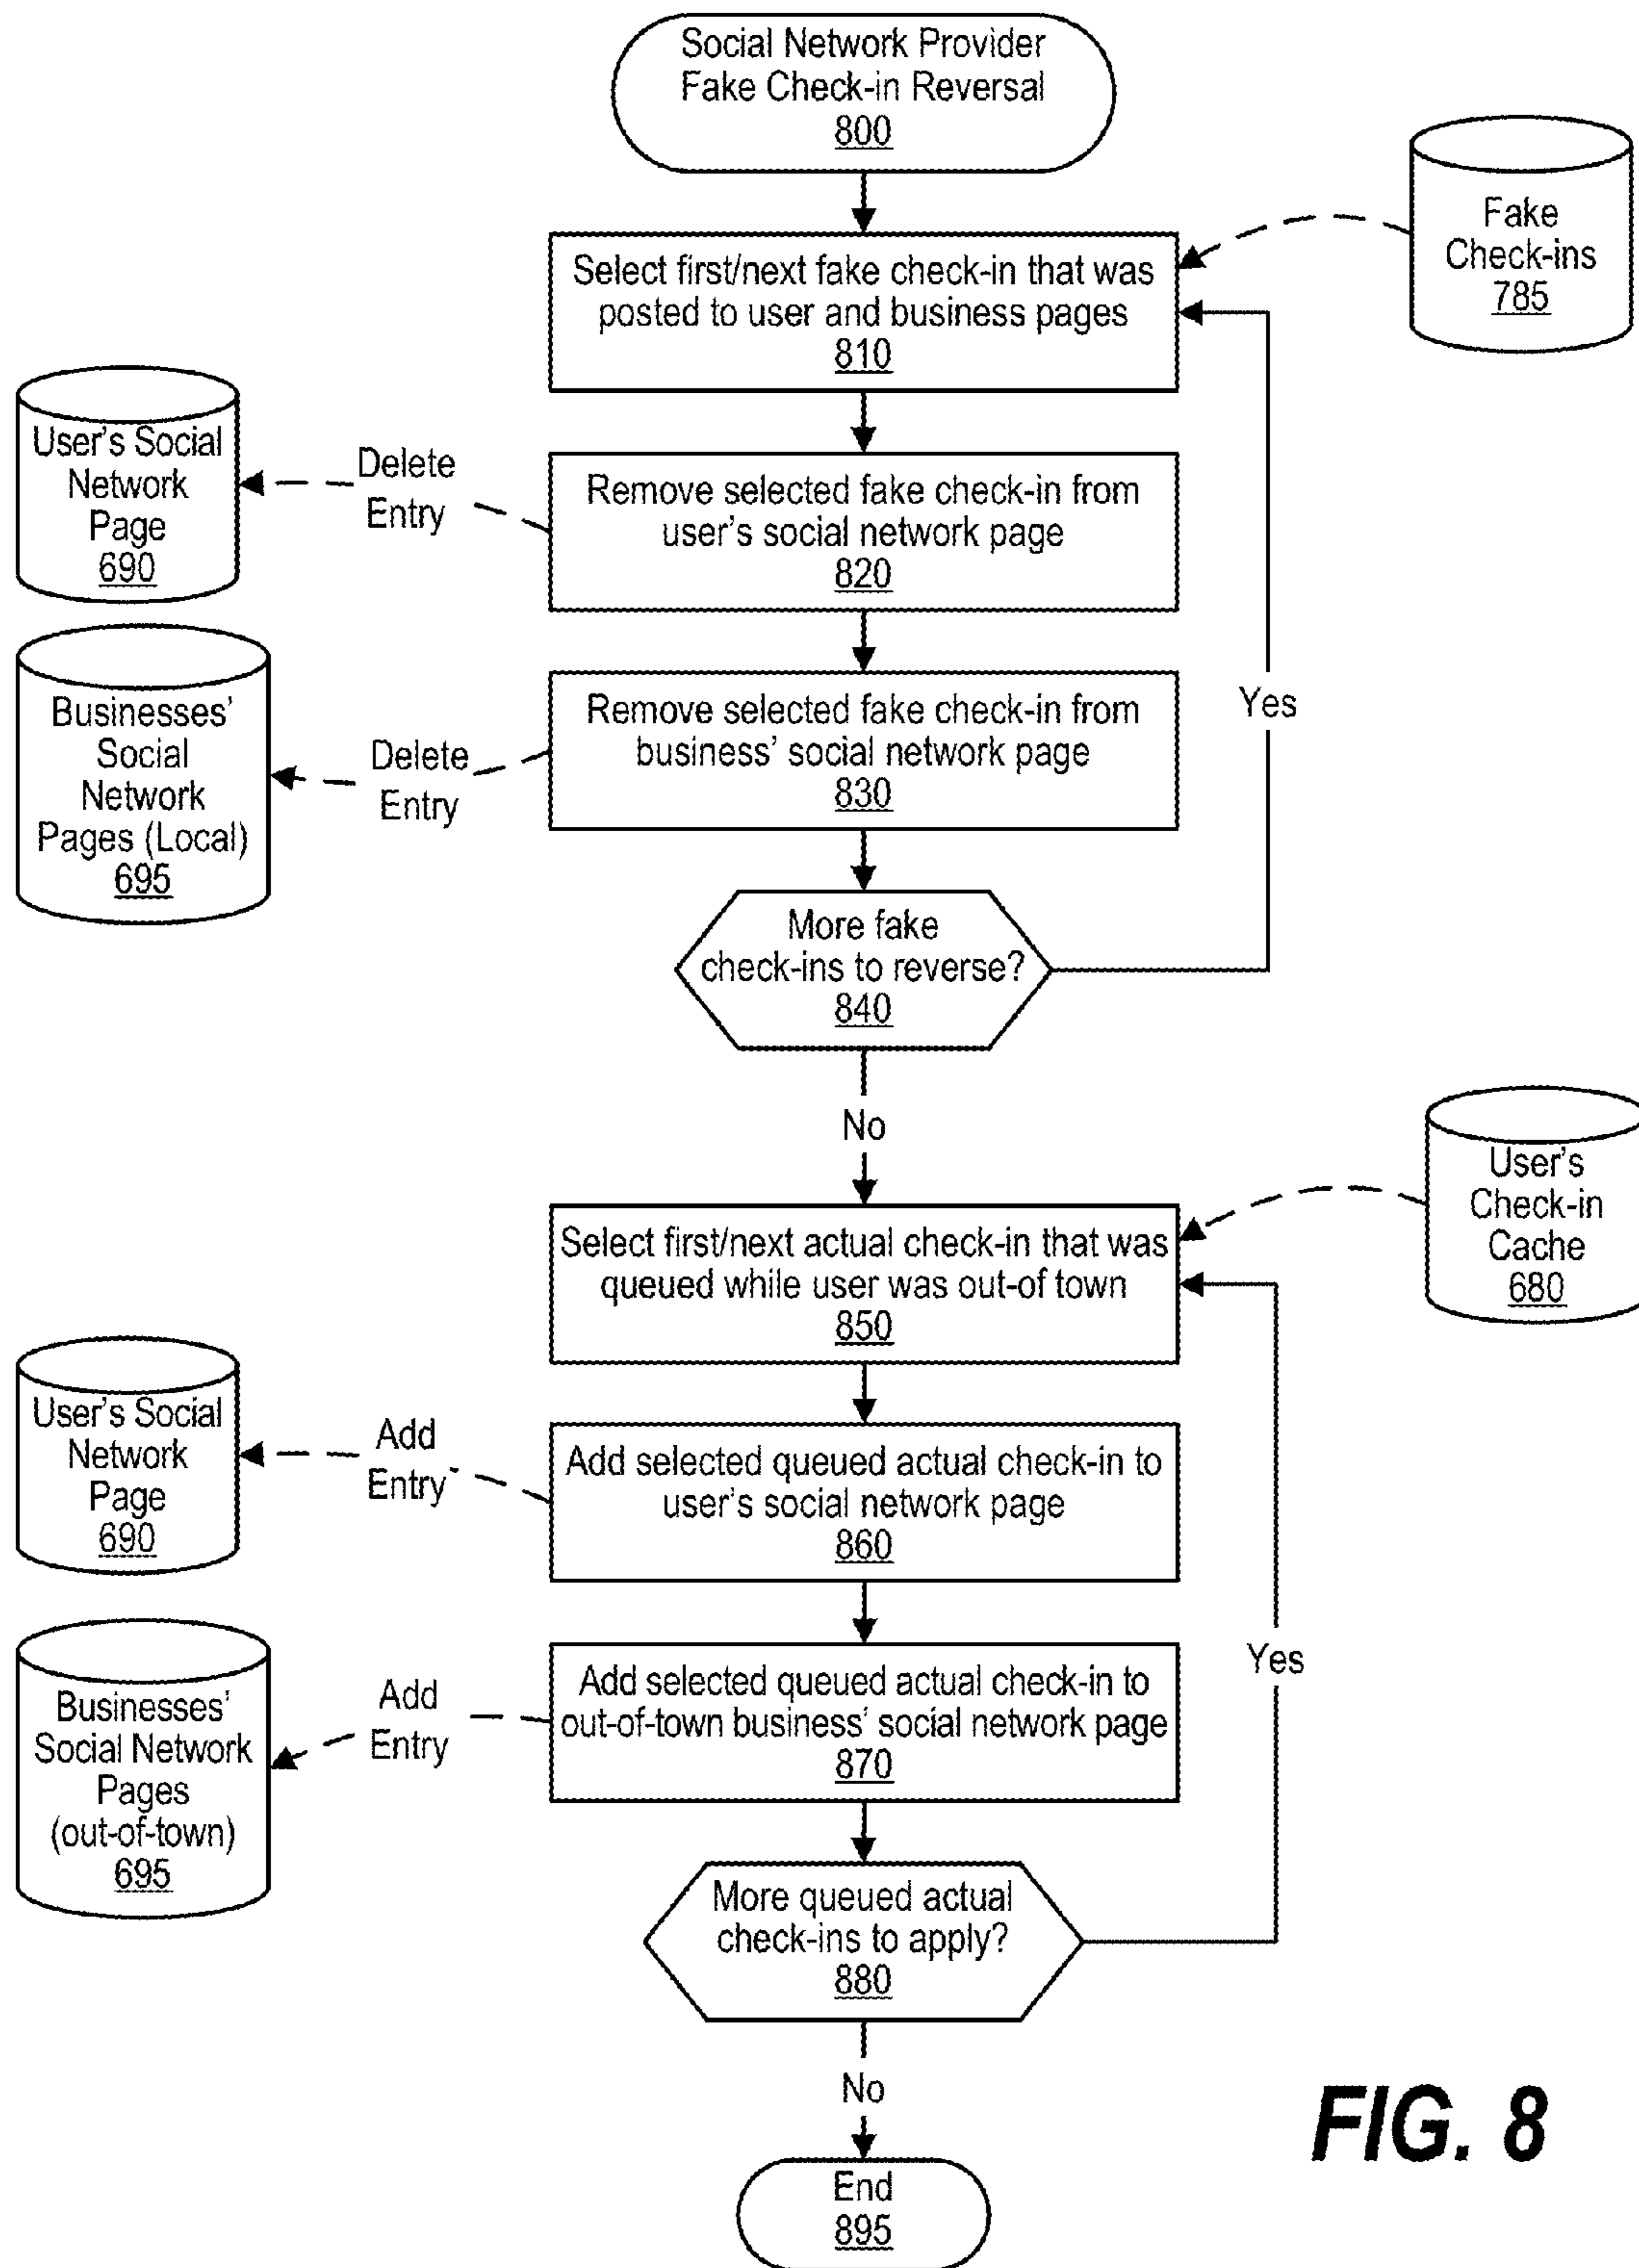 Social Network Provider
Fake Check-in Reversal
800
Fake
Check-ins
785
Select first/next fake check-in that was
posted to user and business pages
810
User's Social
Network
Page
690
Delete
Entry
Remove selected fake check-in from
user's social network page
820
Businesses'
Social
Network
Pages (Local)
695
Delete
Entry
Remove selected fake check-in from
business' social network page
830
Yes
More fake
check-ins to reverse?
840
No
User's
Check-in
Cache
680
Select first/next actual check-in that was
queued while user was out-of town
850
User's Social
Network
Page
690
Add
Entry
Add selected queued actual check-in to
user's social network page
860
Businesses'
Social Network
Pages
(out-of-town)
695
Add
Entry
Add selected queued actual check-in to
out-of-town business' social network page
870
Yes
More queued actual
check-ins to apply?
880
No
End
895
FIG. 8